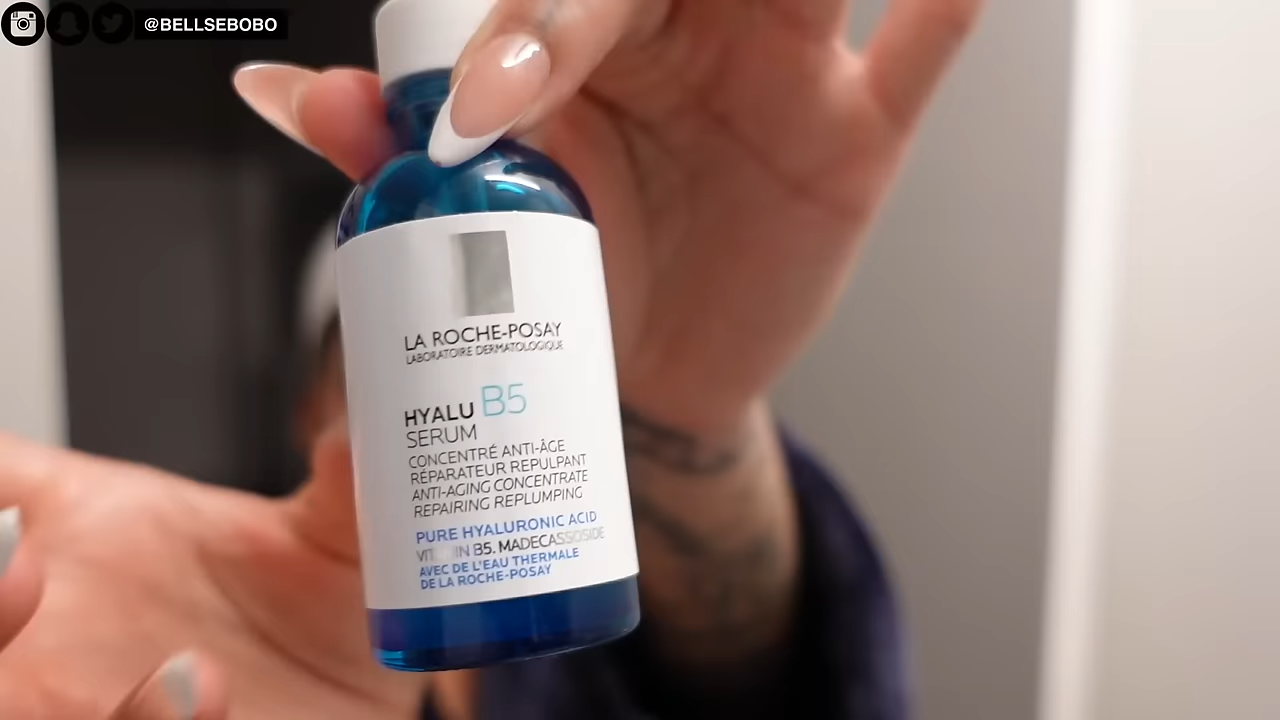 @BELLSEBOBO
LA ROCHE-POSAY
LABORATOIRE DERMATOLOGIQUE
HYALU B5
SERUM
CONCENTRÉ ANTI-ÂGE
RÉPARATEUR REPULPANT
ANTI-AGING CONCENTRATE
REPAIRING REPLUMPING
PURE HYALURONIC ACID
VITAMIN B5. MADECASSOSIDE
AVEC DE L'EAU THERMALE
DE LA ROCHE-POSAY